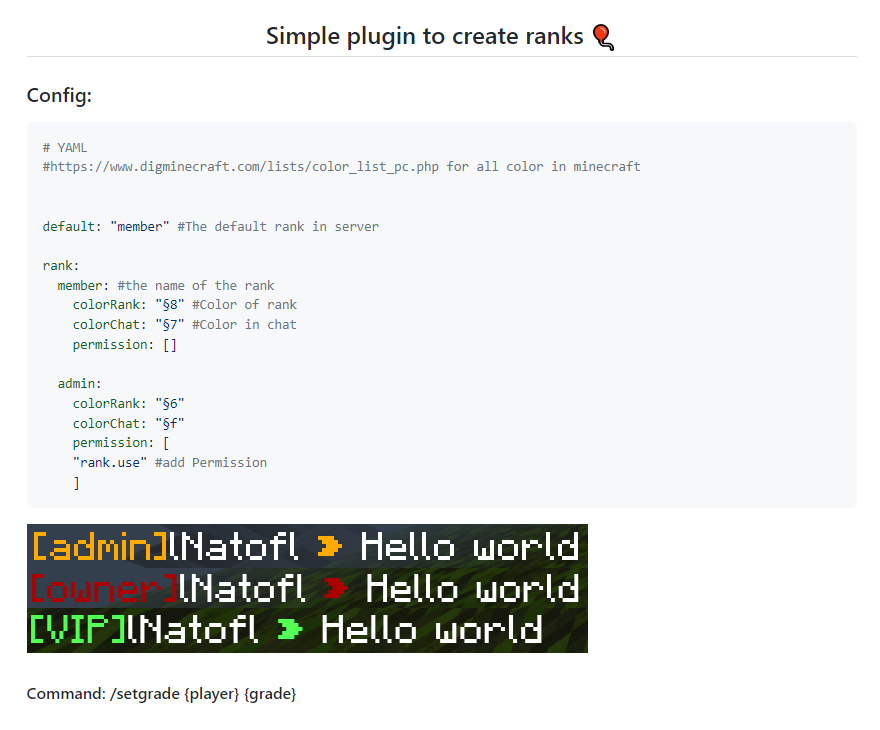 Simple plugin to create ranks 🎈
Config:
# YAML
#https://www.digminecraft.com/lists/color_list_pc.php for all color in minecraft
default: "member" #The default rank in server
rank:
  member: #the name of the rank
    colorRank: "§8" #Color of rank
    colorChat: "§7" #Color in chat
    permission: []
  admin:
    colorRank: "§6"
    colorChat: "§f"
    permission: [
    "rank.use" #add Permission
    ]
[admin]lNatofl ➤ Hello world
[owner]lNatofl ➤ Hello world
[VIP]lNatofl ➤ Hello world
Command: /setgrade {player} {grade}